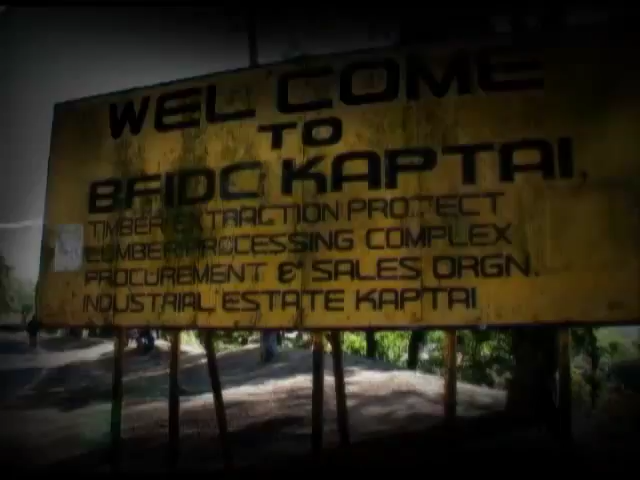 WELCOME
TO
BFIDC KAPTAI,
TIMBER EXTRACTION PROJECT
LUMBER PROCESSING COMPLEX
PROCUREMENT & SALES ORGN.
INDUSTRIAL ESTATE KAPTAI